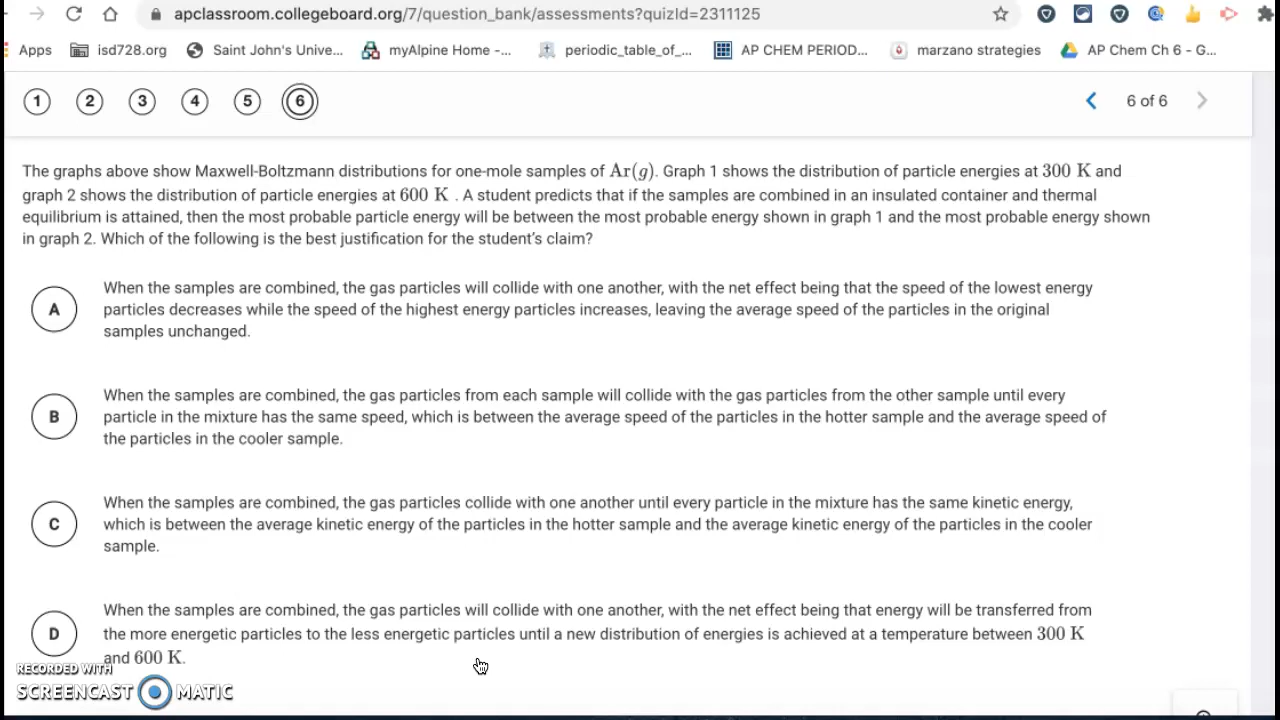 apclassroom.collegeboard.org/7/question_bank/assessments?quizId=2311125
Apps isd728.org Saint John's Unive... myAlpine Home -... periodic_table_of_... AP CHEM PERIOD... marzano strategies AP Chem Ch 6 - G...
1 2 3 4 5 6 6 of 6
The graphs above show Maxwell-Boltzmann distributions for one-mole samples of Ar(g). Graph 1 shows the distribution of particle energies at 300 K and
graph 2 shows the distribution of particle energies at 600 K . A student predicts that if the samples are combined in an insulated container and thermal
equilibrium is attained, then the most probable particle energy will be between the most probable energy shown in graph 1 and the most probable energy shown
in graph 2. Which of the following is the best justification for the student's claim?
When the samples are combined, the gas particles will collide with one another, with the net effect being that the speed of the lowest energy
A particles decreases while the speed of the highest energy particles increases, leaving the average speed of the particles in the original
samples unchanged.
When the samples are combined, the gas particles from each sample will collide with the gas particles from the other sample until every
B particle in the mixture has the same speed, which is between the average speed of the particles in the hotter sample and the average speed of
the particles in the cooler sample.
When the samples are combined, the gas particles collide with one another until every particle in the mixture has the same kinetic energy,
C which is between the average kinetic energy of the particles in the hotter sample and the average kinetic energy of the particles in the cooler
sample.
When the samples are combined, the gas particles will collide with one another, with the net effect being that energy will be transferred from
D the more energetic particles to the less energetic particles until a new distribution of energies is achieved at a temperature between 300 K
and 600 K.
RECORDED WITH
SCREENCAST MATIC